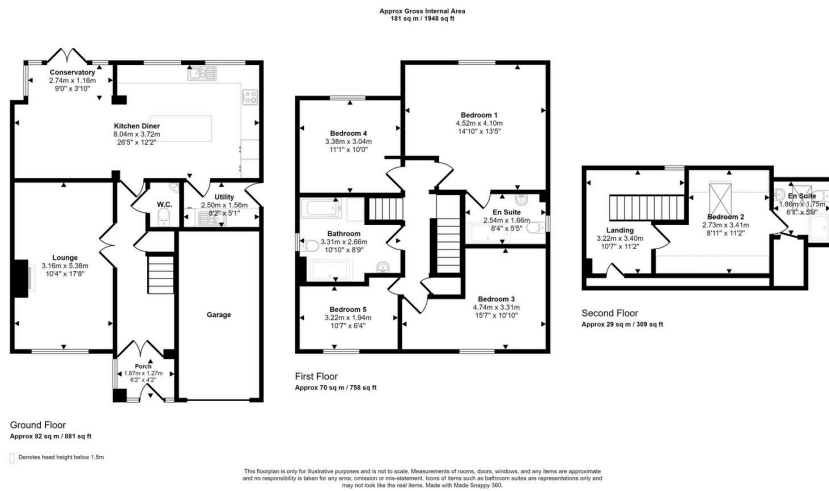 Approx Gross Internal Area
181 sq m / 1948 sq ft
Conservatory
2.74m x 1.16m
9'0" x 3'10"
Kitchen Diner
8.04m x 3.72m
26'5" x 12'2"
W.C.
Utility
2.50m x 1.56m
8'2" x 5'1"
Lounge
3.16m x 5.38m
10'4" x 17'8"
Garage
Porch
1.87m x 1.27m
6'2" x 4'2"
Ground Floor
Approx 82 sq m / 881 sq ft
Denotes head height below 1.5m
Bedroom 1
4.52m x 4.10m
14'10" x 13'5"
Bedroom 4
3.38m x 3.04m
11'1" x 10'0"
Bathroom
3.31m x 2.66m
10'10" x 8'9"
En Suite
2.54m x 1.66m
8'4" x 5'5"
Bedroom 5
3.22m x 1.94m
10'7" x 6'4"
Bedroom 3
4.74m x 3.31m
15'7" x 10'10"
First Floor
Approx 70 sq m / 758 sq ft
Landing
3.22m x 3.40m
10'7" x 11'2"
Bedroom 2
2.73m x 3.41m
8'11" x 11'2"
En Suite
1.86m x 1.75m
6'1" x 5'9"
Second Floor
Approx 29 sq m / 309 sq ft
This floorplan is only for illustrative purposes and is not to scale. Measurements of rooms, doors, windows, and any items are approximate
and no responsibility is taken for any error, omission or mis-statement. Icons of items such as bathroom suites are representations only and
may not look like the real items. Made with Made Snappy 360.